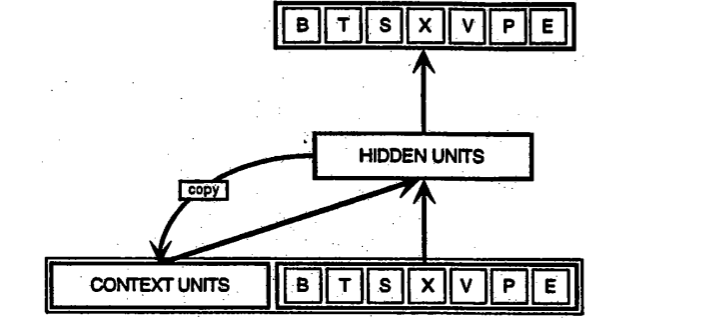 B T S X V P E
HIDDEN UNITS
copy
CONTEXT UNITS B T S X V P E